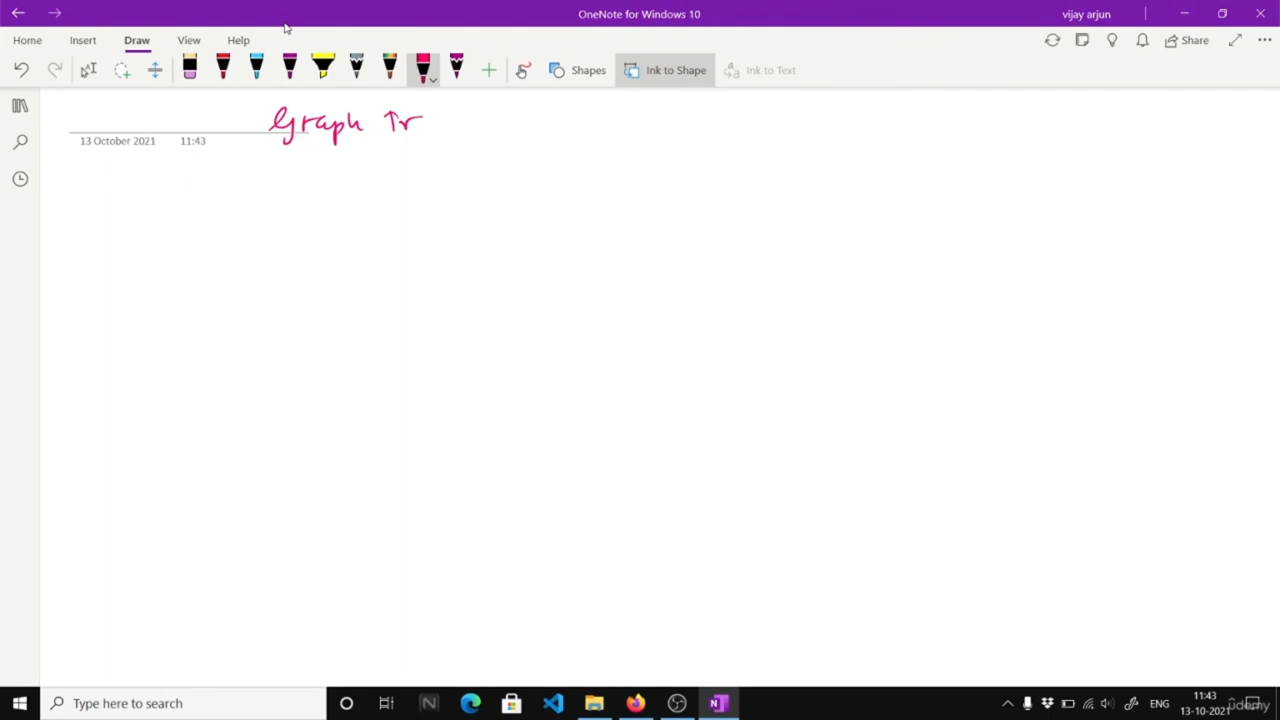 OneNote for Windows 10
vijay arjun
Home Insert Draw View Help
Share
Shapes Ink to Shape Ink to Text
Graph Tr
13 October 2021 11:43
Type here to search
ENG
11:43
13-10-2021
ûdemy